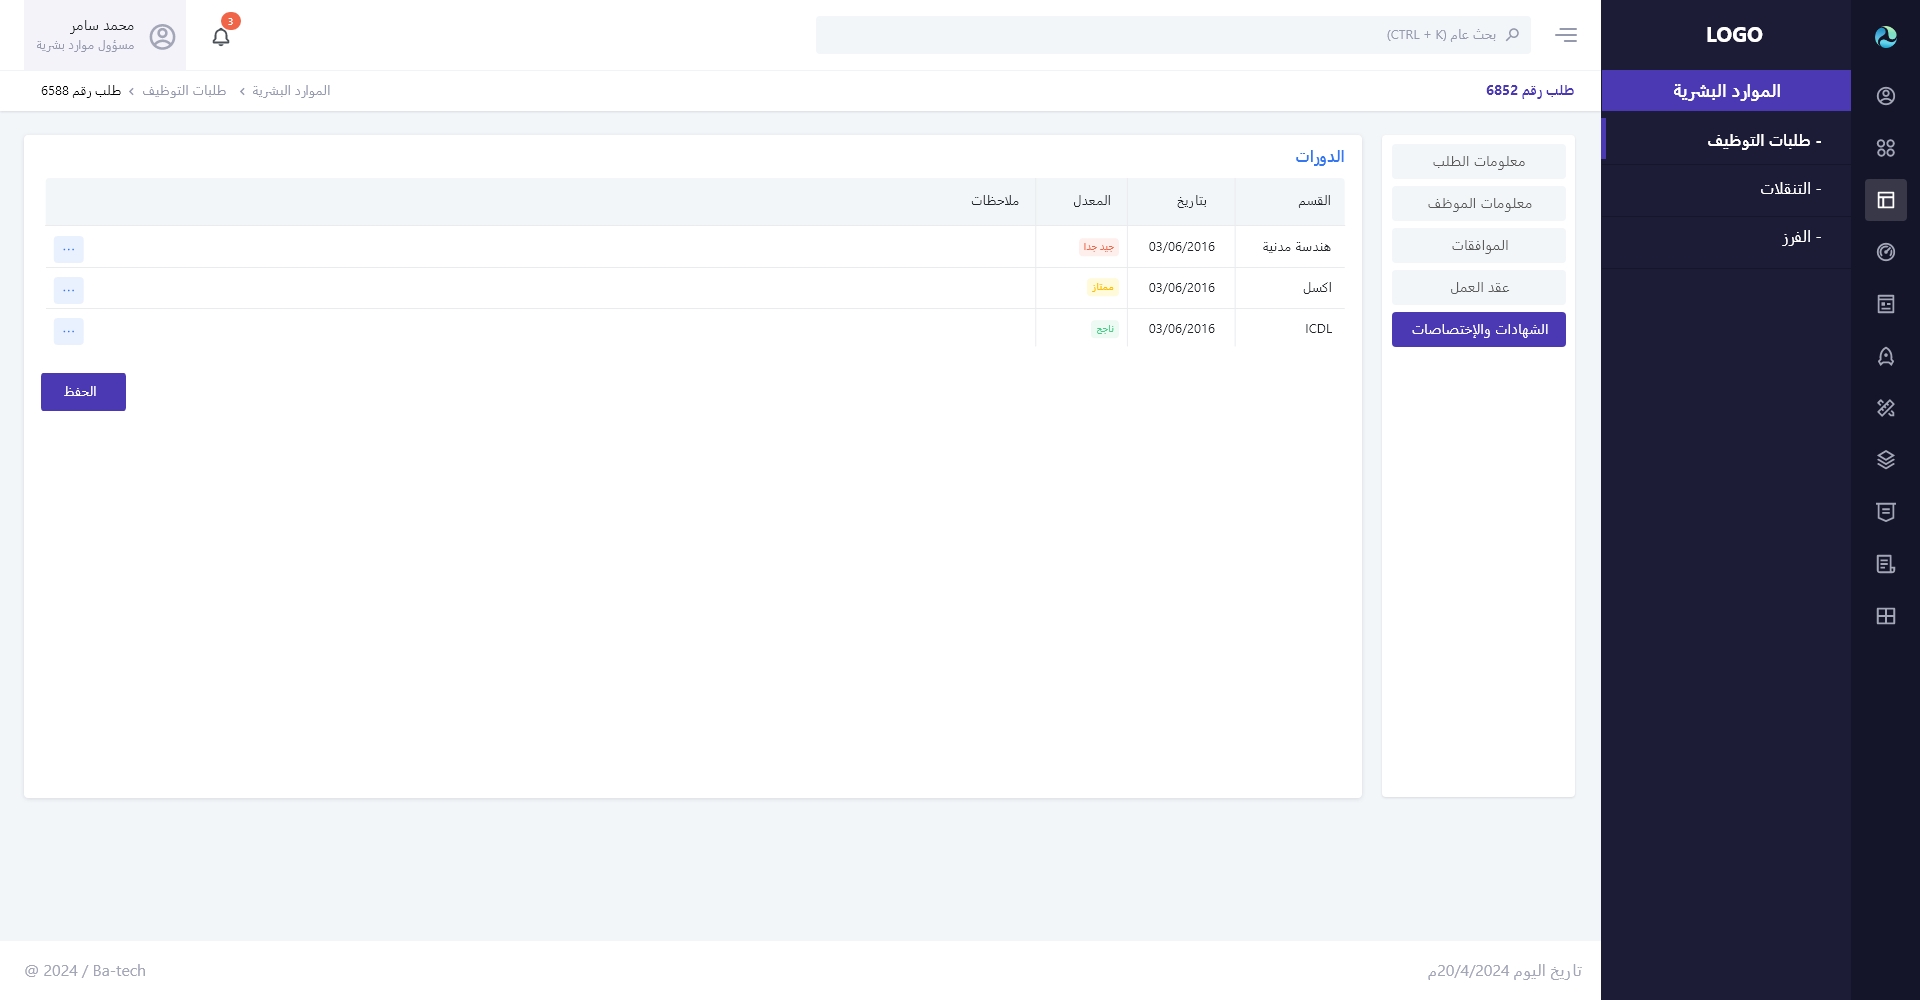 LOGO
الموارد البشرية
- طلبات التوظيف
- التنقلات
- الفرز
بحث عام (CTRL + K)
3
محمد سامر
مسؤول موارد بشرية
طلب رقم 6852
الموارد البشرية > طلبات التوظيف > طلب رقم 6588
معلومات الطلب
معلومات الموظف
الموافقات
عقد العمل
الشهادات والإختصاصات
الدورات
القسم بتاريخ المعدل ملاحظات
هندسة مدنية 03/06/2016 جيد جدا ...
اكسل 03/06/2016 ممتاز ...
ICDL 03/06/2016 ناجح ...
الحفظ
تاريخ اليوم 20/4/2024م
@ 2024 / Ba-tech